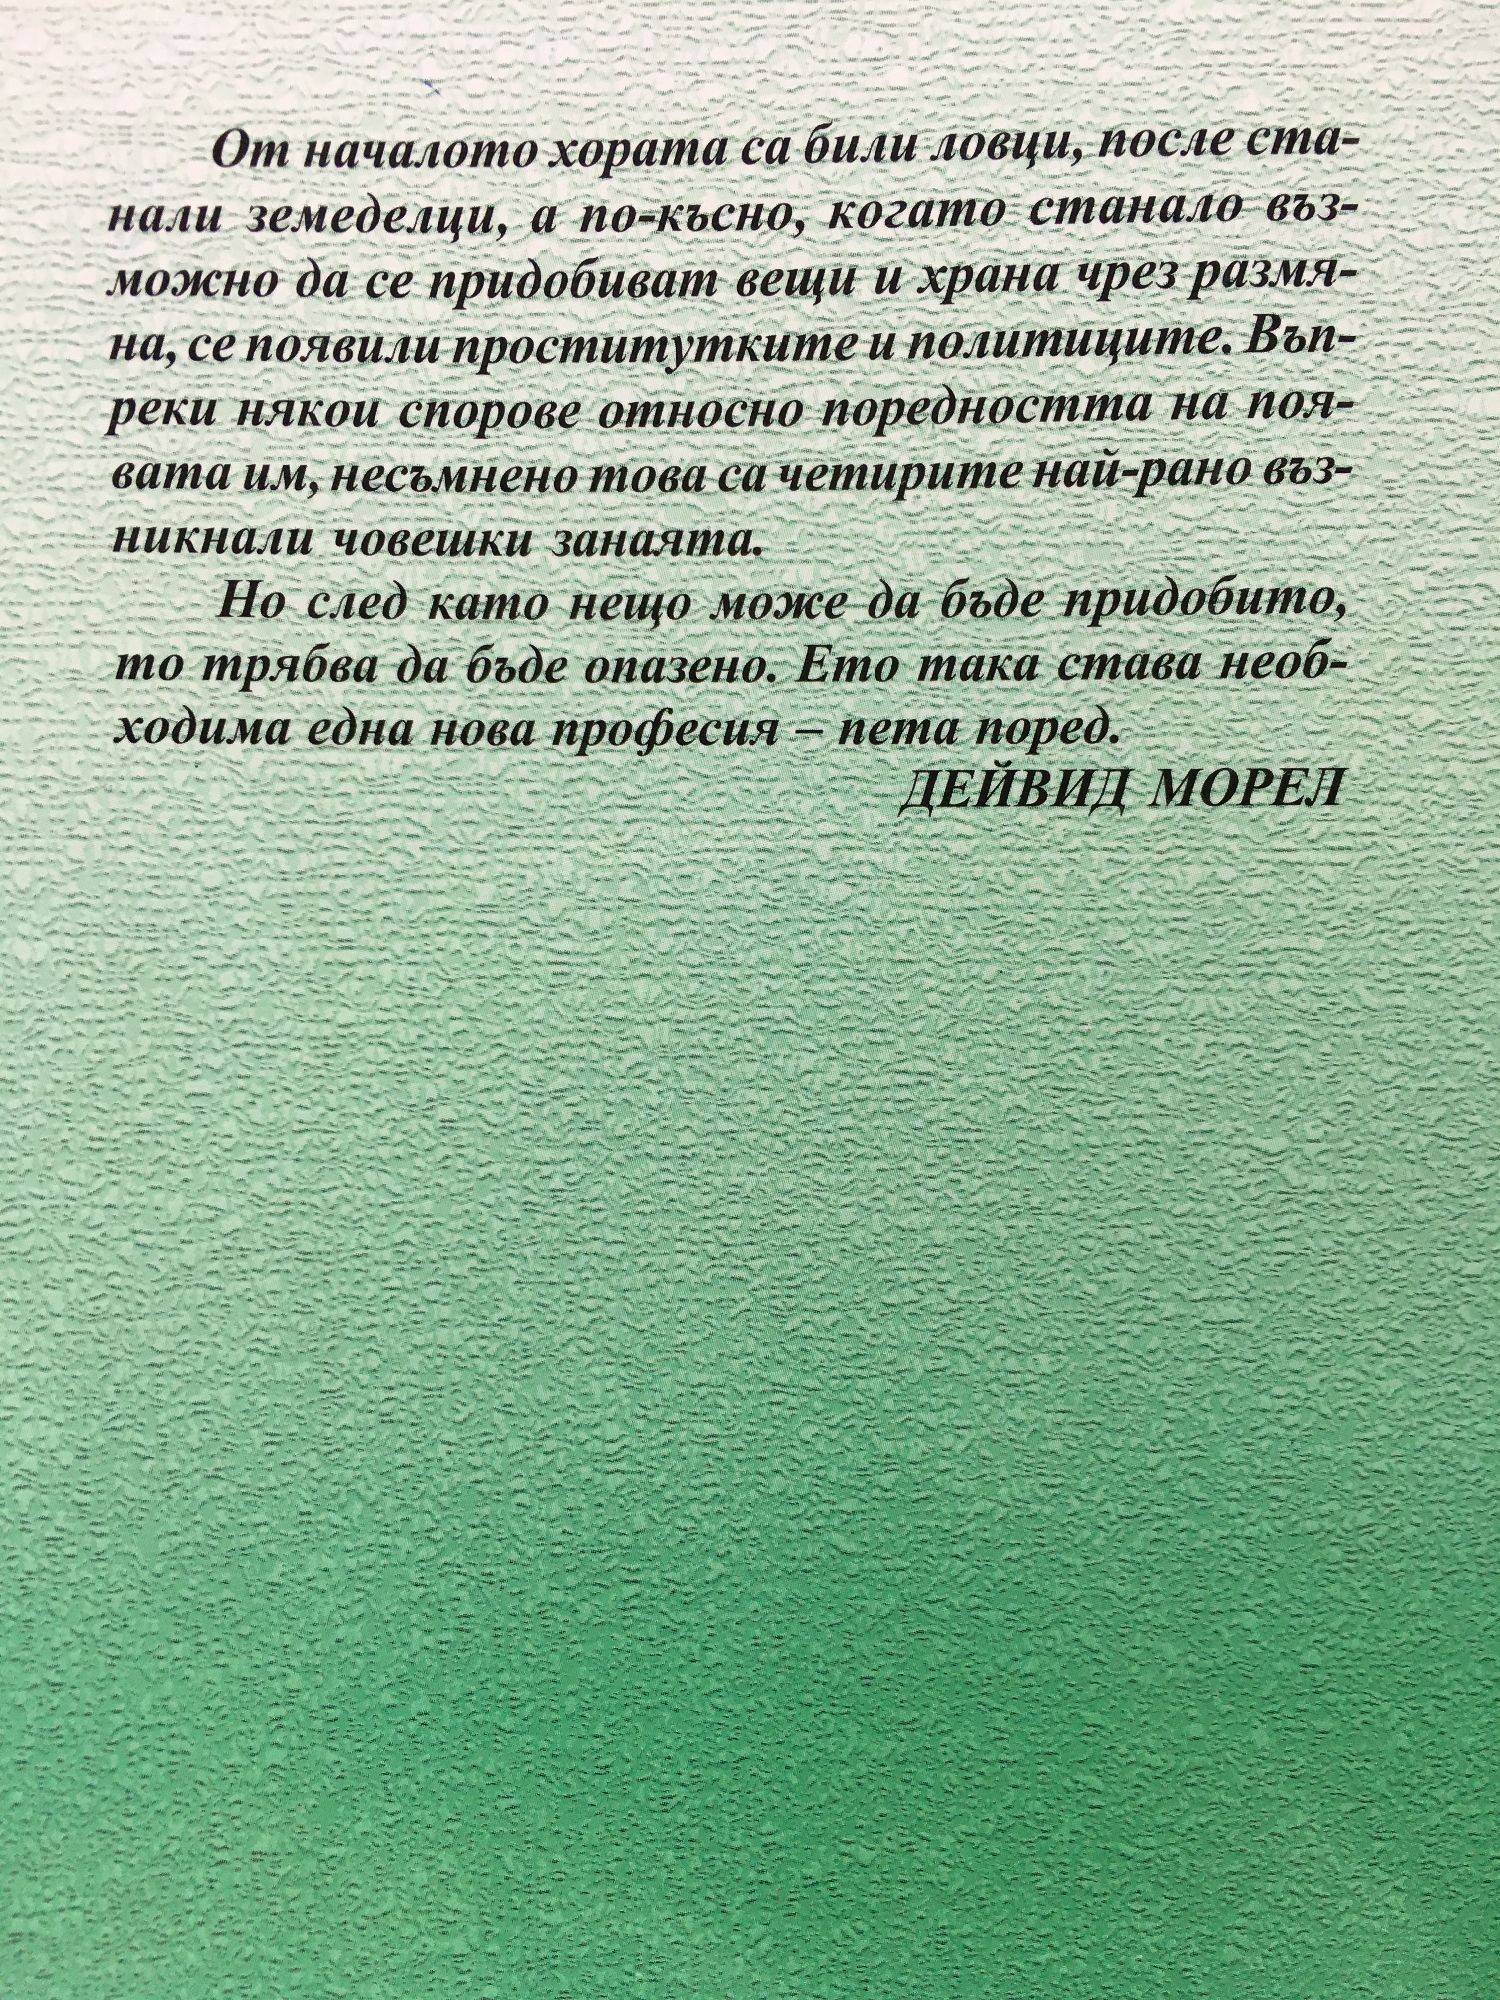 От началото хората са били ловци, после ста-
нали земеделци, а по-късно, когато станало въз-
можно да се придобиват вещи и храна чрез размя-
на, се появили проститутките и политиците. Въп-
реки някои спорове относно поредността на поя-
вата им, несъмнено това са четирите най-рано въз-
никнали човешки занаята.
Но след като нещо може да бъде придобито,
то трябва да бъде опазено. Ето така става необ-
ходима една нова професия – пета поред.
ДЕЙВИД МОРЕЛ